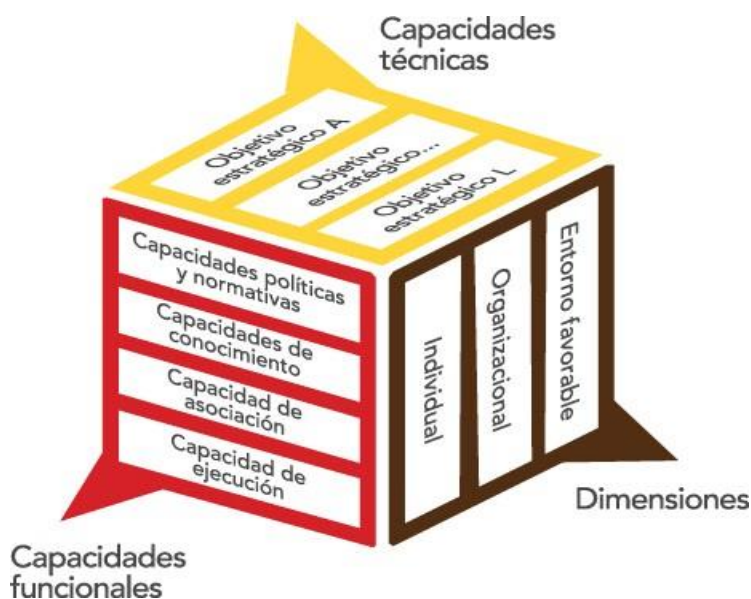 Capacidades
técnicas
Objetivo
estratégico A
Objetivo
estratégico...
Objetivo
estratégico L
Capacidades políticas
y normativas
Capacidades de
conocimiento
Capacidad de
asociación
Capacidad de
ejecución
Individual
Organizacional
Entorno favorable
Dimensiones
Capacidades
funcionales